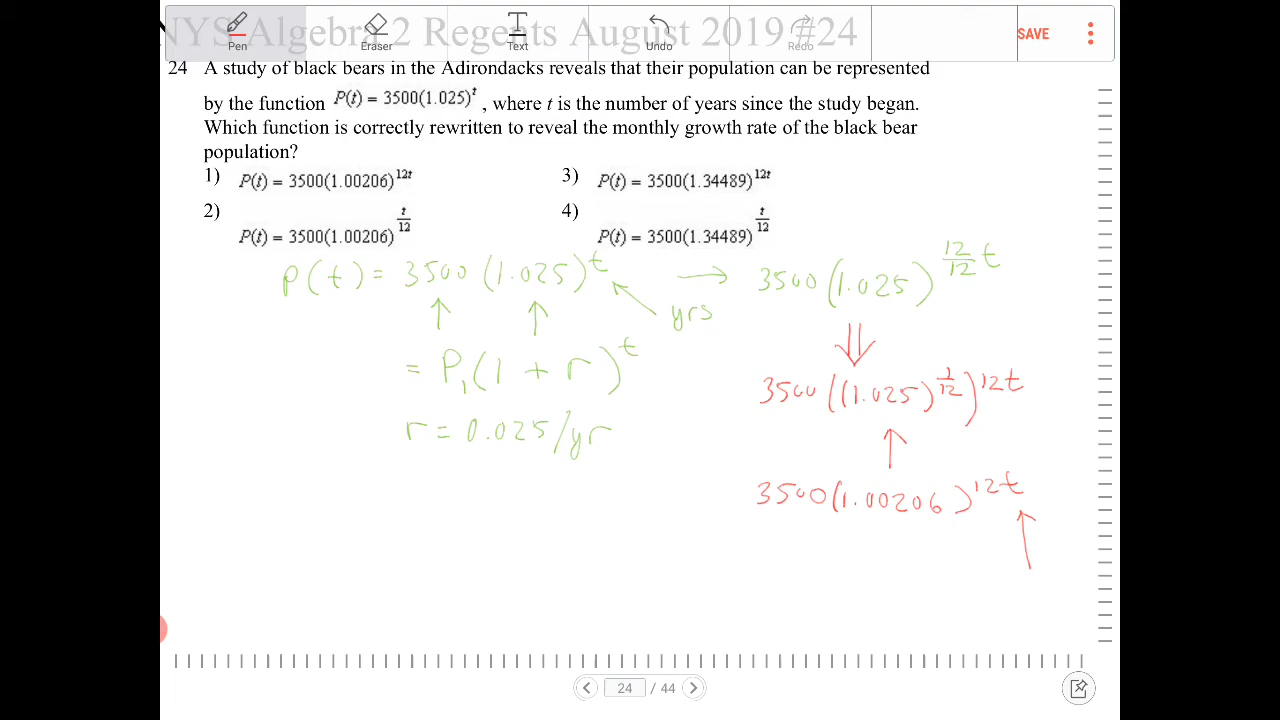 NYS Algebra 2 Regents August 2019 #24
Pen Eraser Text Undo Redo SAVE
24 A study of black bears in the Adirondacks reveals that their population can be represented
by the function P(t) = 3500(1.025)^t , where t is the number of years since the study began.
Which function is correctly rewritten to reveal the monthly growth rate of the black bear
population?
1) P(t) = 3500(1.00206)^12t
3) P(t) = 3500(1.34489)^12t
2) P(t) = 3500(1.00206)^t/12
4) P(t) = 3500(1.34489)^t/12
P(t) = 3500(1.025)^t → 3500(1.025)^12/12 t
yrs
= P₁(1 + r)^t
3500((1.025)^1/12)^12t
r = 0.025/yr
3500(1.00206)^12t
24 / 44